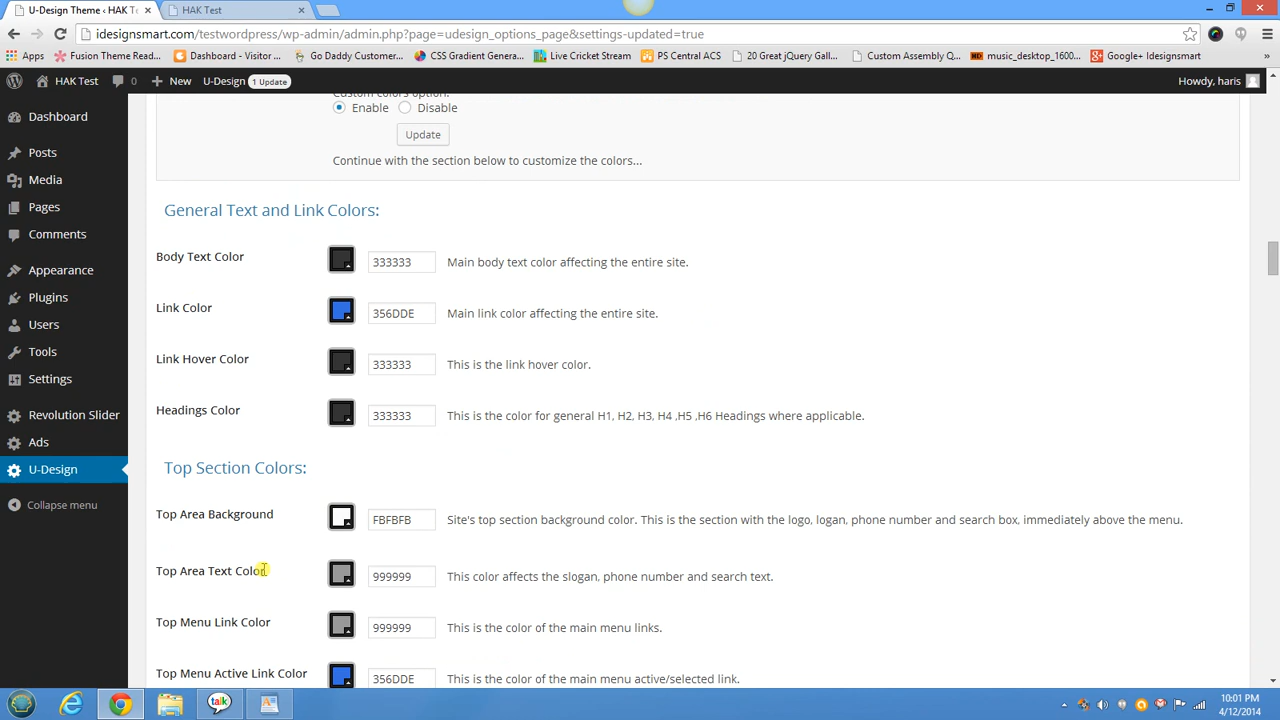 U-Design Theme ‹ HAK T
HAK Test
idesignsmart.com/testwordpress/wp-admin/admin.php?page=udesign_options_page&settings-updated=true
Apps
Fusion Theme Read...
Dashboard - Visitor ...
Go Daddy Customer...
CSS Gradient Genera...
Live Cricket Stream
PS Central ACS
20 Great jQuery Gall...
Custom Assembly Q...
music_desktop_1600...
Google+ Idesignsmart
HAK Test
0
New
U-Design
1 Update
Howdy, haris
Dashboard
Posts
Media
Pages
Comments
Appearance
Plugins
Users
Tools
Settings
Revolution Slider
Ads
U-Design
Collapse menu
Custom colors option:
Enable Disable
Update
Continue with the section below to customize the colors...
General Text and Link Colors:
Body Text Color 333333 Main body text color affecting the entire site.
Link Color 356DDE Main link color affecting the entire site.
Link Hover Color 333333 This is the link hover color.
Headings Color 333333 This is the color for general H1, H2, H3, H4 ,H5 ,H6 Headings where applicable.
Top Section Colors:
Top Area Background FBFBFB Site's top section background color. This is the section with the logo, logan, phone number and search box, immediately above the menu.
Top Area Text Color 999999 This color affects the slogan, phone number and search text.
Top Menu Link Color 999999 This is the color of the main menu links.
Top Menu Active Link Color 356DDE This is the color of the main menu active/selected link.
talk
10:01 PM
4/12/2014